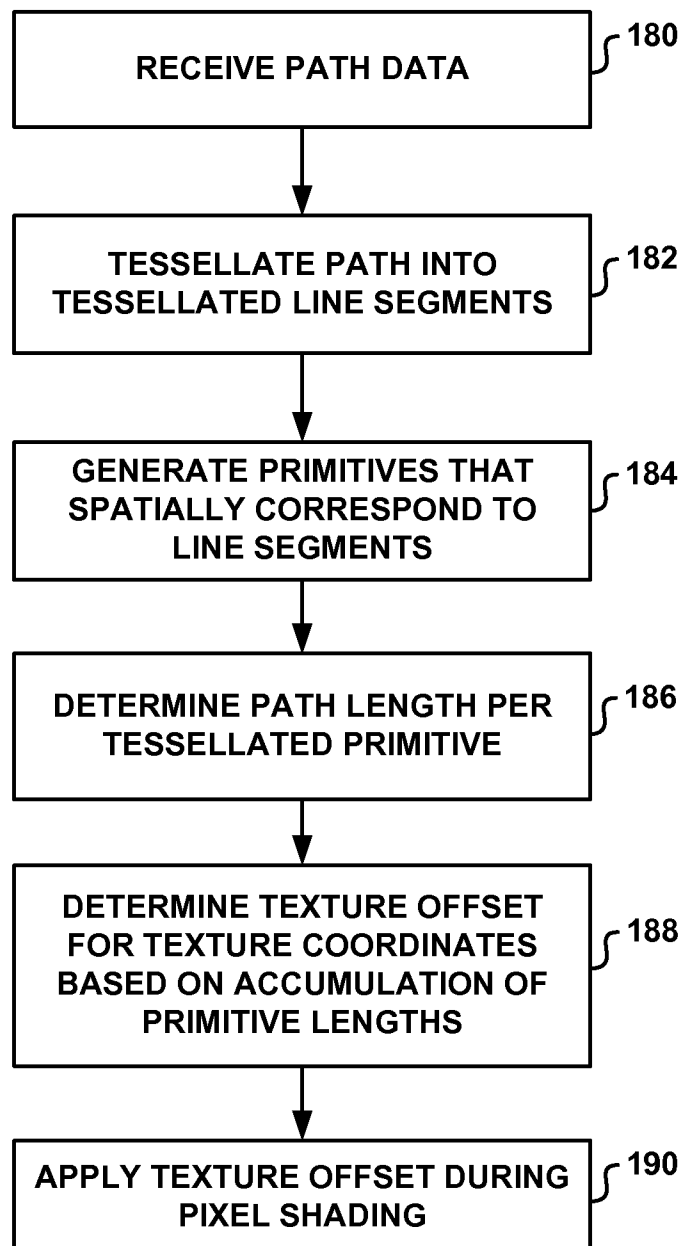 RECEIVE PATH DATA
180
TESSELLATE PATH INTO
TESSELLATED LINE SEGMENTS
182
GENERATE PRIMITIVES THAT
SPATIALLY CORRESPOND TO
LINE SEGMENTS
184
DETERMINE PATH LENGTH PER
TESSELLATED PRIMITIVE
186
DETERMINE TEXTURE OFFSET
FOR TEXTURE COORDINATES
BASED ON ACCUMULATION OF
PRIMITIVE LENGTHS
188
APPLY TEXTURE OFFSET DURING
PIXEL SHADING
190